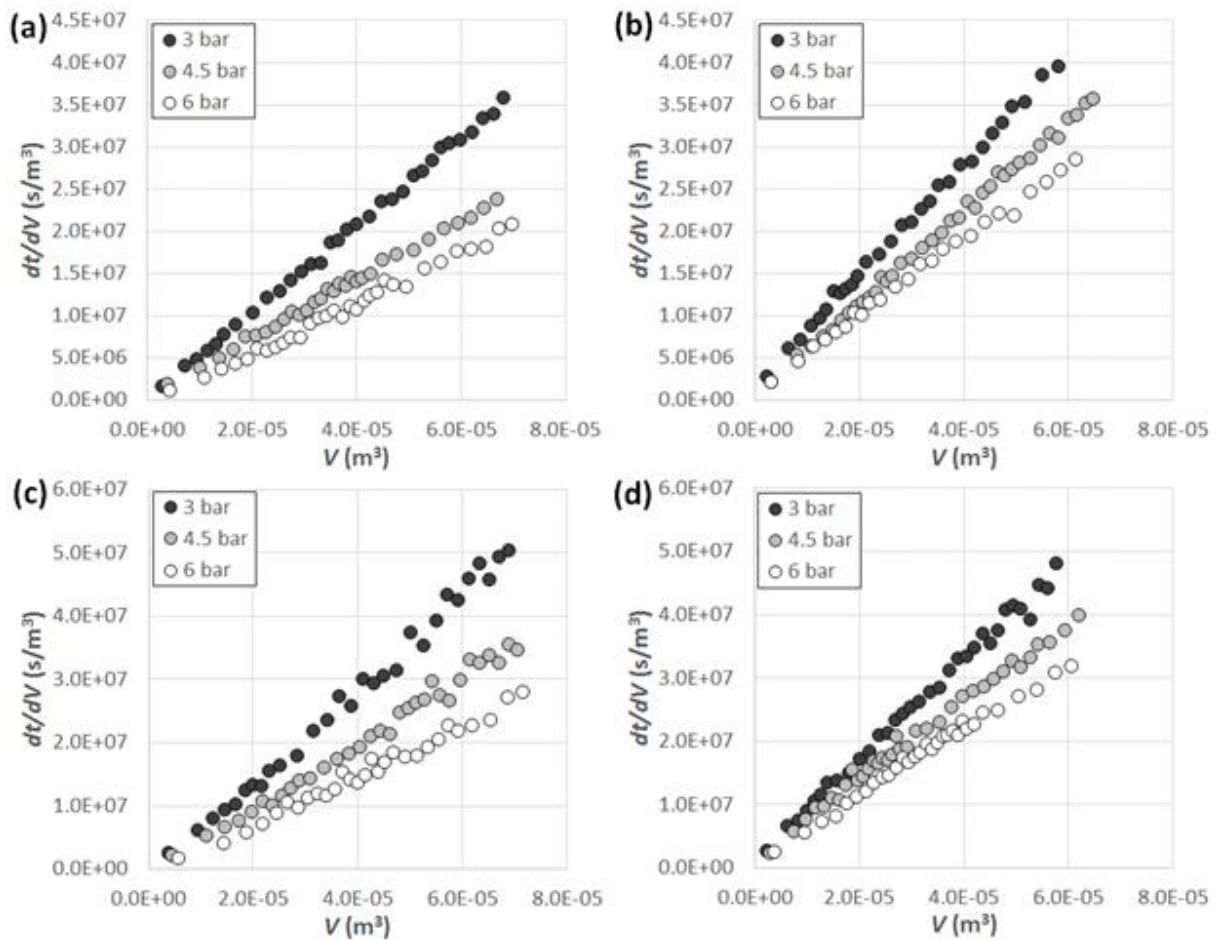 (a)
3 bar
4.5 bar
6 bar
4.5E+07
4.0E+07
3.5E+07
3.0E+07
2.5E+07
2.0E+07
1.5E+07
1.0E+07
5.0E+06
0.0E+00
dt/dV (s/m³)
0.0E+00 2.0E-05 4.0E-05 6.0E-05 8.0E-05
V (m³)
(b)
3 bar
4.5 bar
6 bar
4.5E+07
4.0E+07
3.5E+07
3.0E+07
2.5E+07
2.0E+07
1.5E+07
1.0E+07
5.0E+06
0.0E+00
dt/dV (s/m³)
0.0E+00 2.0E-05 4.0E-05 6.0E-05 8.0E-05
V (m³)
(c)
3 bar
4.5 bar
6 bar
6.0E+07
5.0E+07
4.0E+07
3.0E+07
2.0E+07
1.0E+07
0.0E+00
dt/dV (s/m³)
0.0E+00 2.0E-05 4.0E-05 6.0E-05 8.0E-05
V (m³)
(d)
3 bar
4.5 bar
6 bar
6.0E+07
5.0E+07
4.0E+07
3.0E+07
2.0E+07
1.0E+07
0.0E+00
dt/dV (s/m³)
0.0E+00 2.0E-05 4.0E-05 6.0E-05 8.0E-05
V (m³)